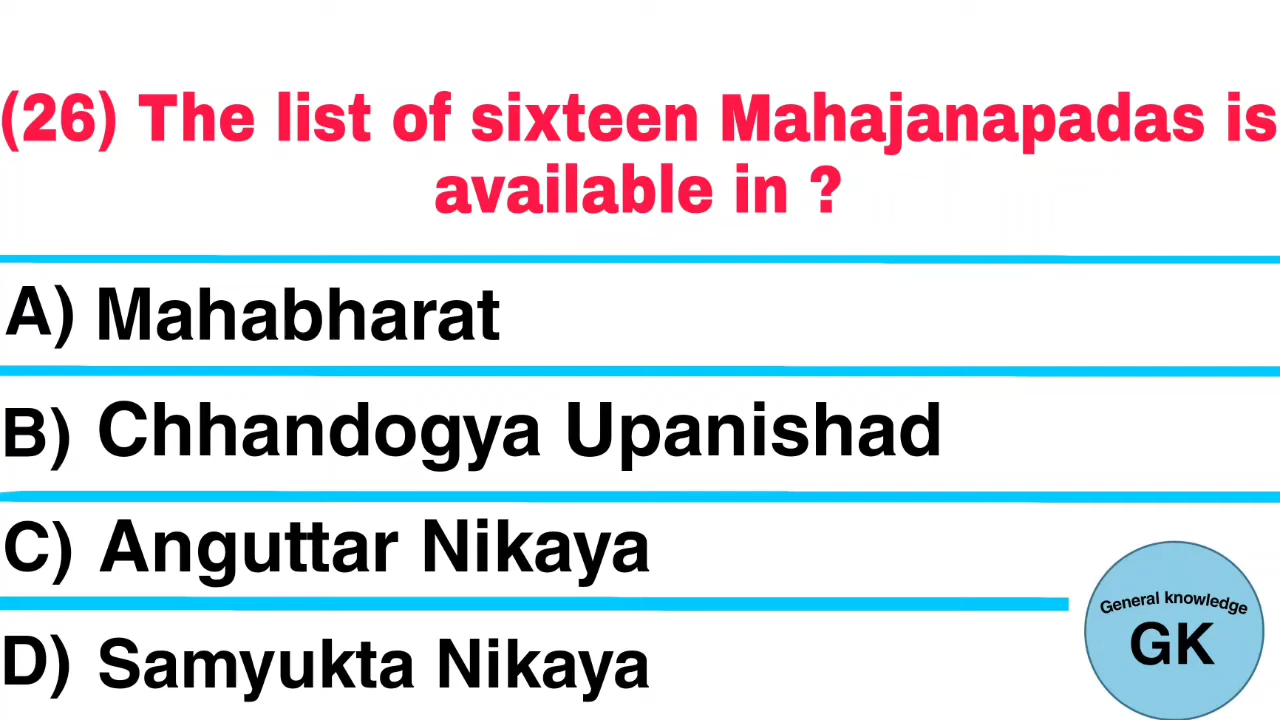 (26) The list of sixteen Mahajanapadas is
available in ?
A) Mahabharat
B) Chhandogya Upanishad
C) Anguttar Nikaya
D) Samyukta Nikaya
General knowledge
GK